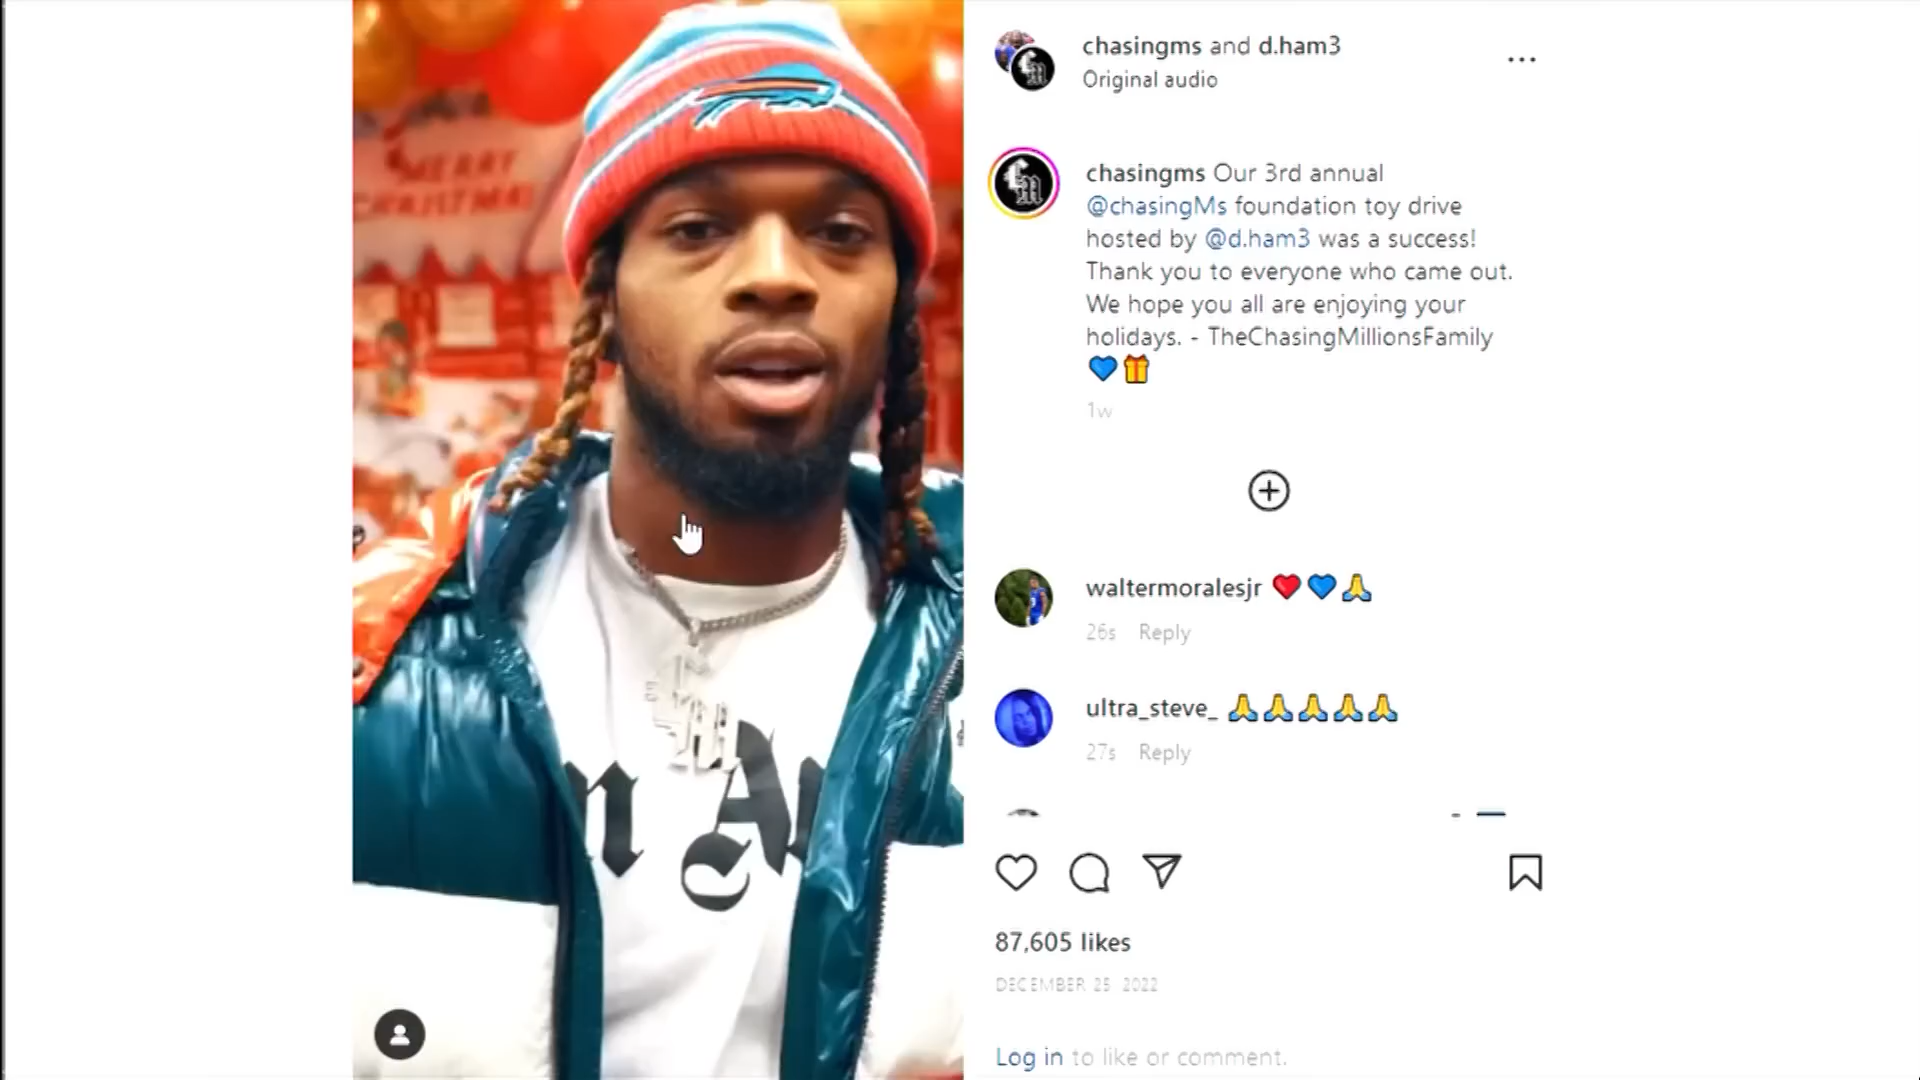 MERRY
CHRISTMA
n A
chasingms and d.ham3
Original audio
chasingms Our 3rd annual
@chasingMs foundation toy drive
hosted by @d.ham3 was a success!
Thank you to everyone who came out.
We hope you all are enjoying your
holidays. - TheChasingMillionsFamily
💙🎁
1w
waltermoralesjr ❤️💙🙏
26s Reply
ultra_steve_ 🙏🙏🙏🙏🙏
27s Reply
87,605 likes
DECEMBER 25 2022
Log in to like or comment.